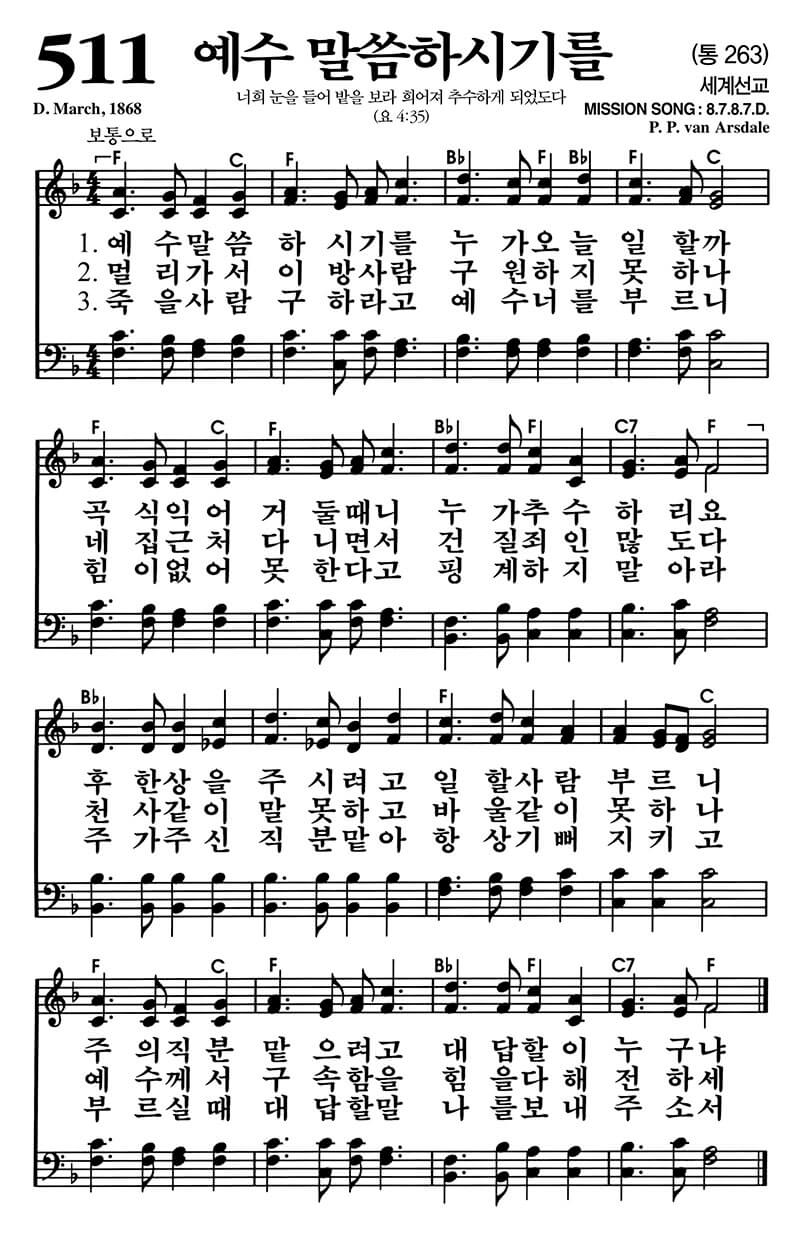 511 예수 말씀하시기를 (통 263)
세계선교
너희 눈을 들어 밭을 보라 희어져 추수하게 되었도다
D. March, 1868 (요 4:35) MISSION SONG : 8.7.8.7.D.
보통으로 P. P. van Arsdale
F C F B♭ F B♭ F C
1. 예 수말 씀 하 시기를 누 가오 늘 일 할까
2. 멀 리가 서 이 방사람 구 원하 지 못 하나
3. 죽 을사 람 구 하라고 예 수너 를 부 르니
F C F B♭ F C7 F
곡 식익 어 거 둘때니 누 가추 수 하 리요
네 집근 처 다 니면서 건 질죄 인 많 도다
힘 이없 어 못 한다고 핑 계하 지 말 아라
B♭ F C
후 한상 을 주 시려고 일 할사 람 부 르 니
천 사같 이 말 못하고 바 울같 이 못 하 나
주 가주 신 직 분맡아 항 상기 뻐 지 키 고
F C F B♭ F C7 F
주 의직 분 맡 으려고 대 답할 이 누 구냐
예 수께 서 구 속함을 힘 을다 해 전 하세
부 르실 때 대 답할말 나 를보 내 주 소서